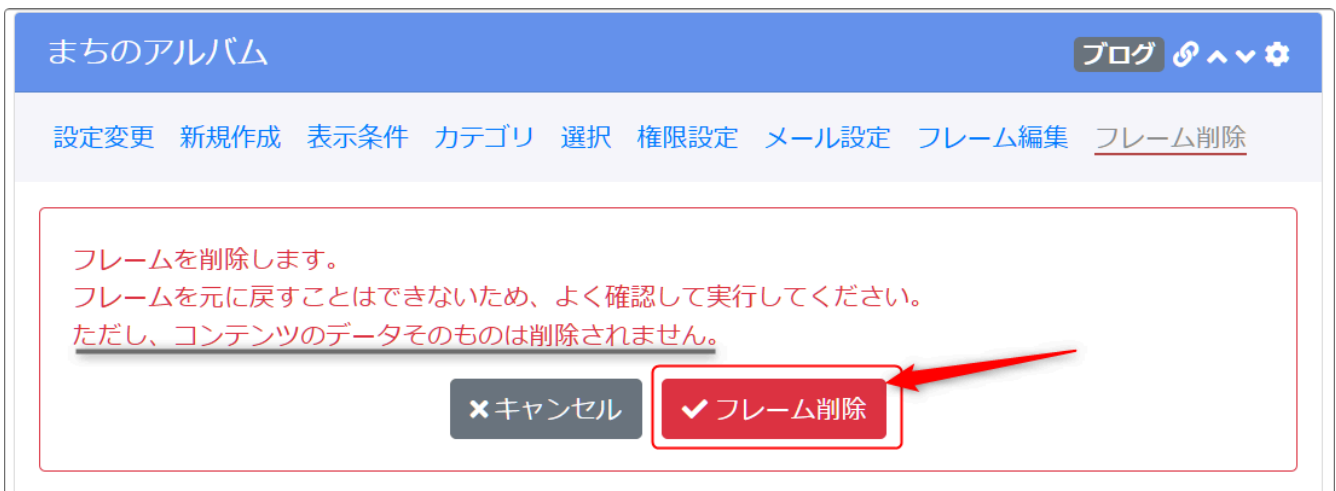 まちのアルバム ブログ
設定変更 新規作成 表示条件 カテゴリ 選択 権限設定 メール設定 フレーム編集 フレーム削除
フレームを削除します。
フレームを元に戻すことはできないため、よく確認して実行してください。
ただし、コンテンツのデータそのものは削除されません。
キャンセル フレーム削除